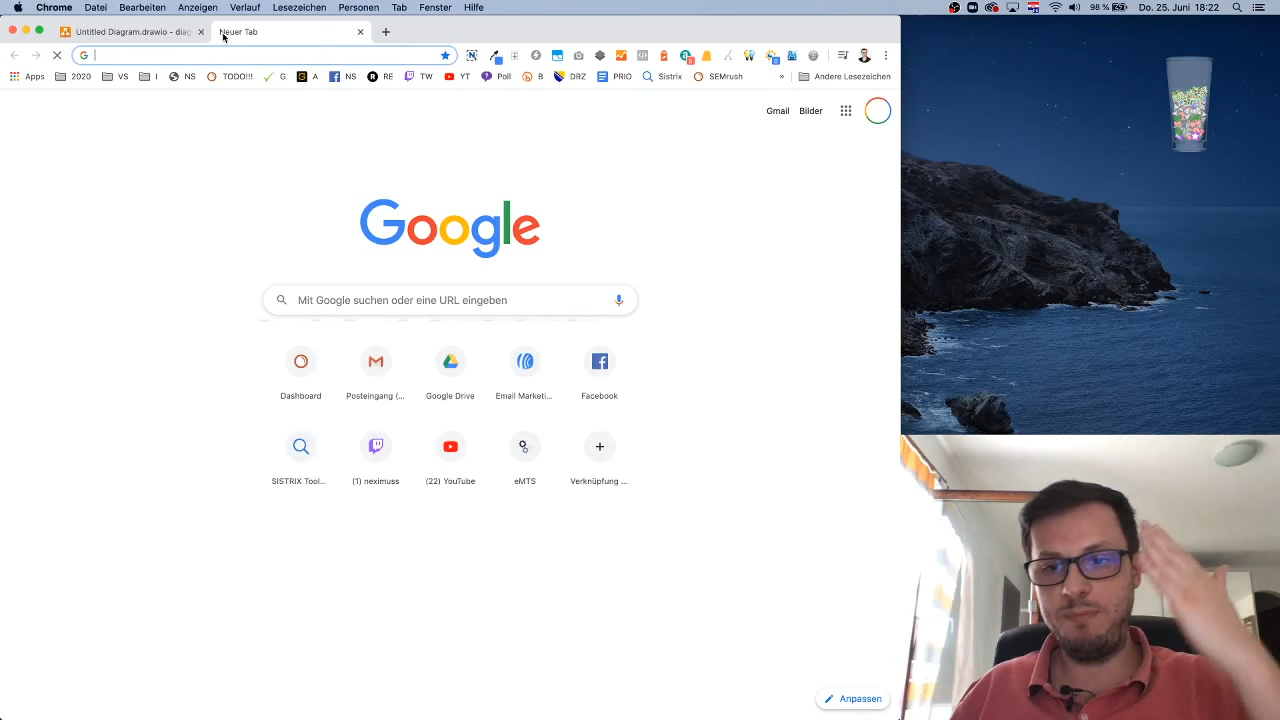 Chrome Datei Bearbeiten Anzeigen Verlauf Lesezeichen Personen Tab Fenster Hilfe 98 % Do. 25. Juni 18:22
Untitled Diagram.drawio - diag Neuer Tab
Apps 2020 VS I NS TODO!!! G A NS RE TW YT Poll B DRZ PRIO Sistrix SEMrush » Andere Lesezeichen
Gmail Bilder
Google
Mit Google suchen oder eine URL eingeben
Dashboard Posteingang (... Google Drive Email Marketi... Facebook
SISTRIX Tool... (1) neximuss (22) YouTube eMTS Verknüpfung ...
Anpassen